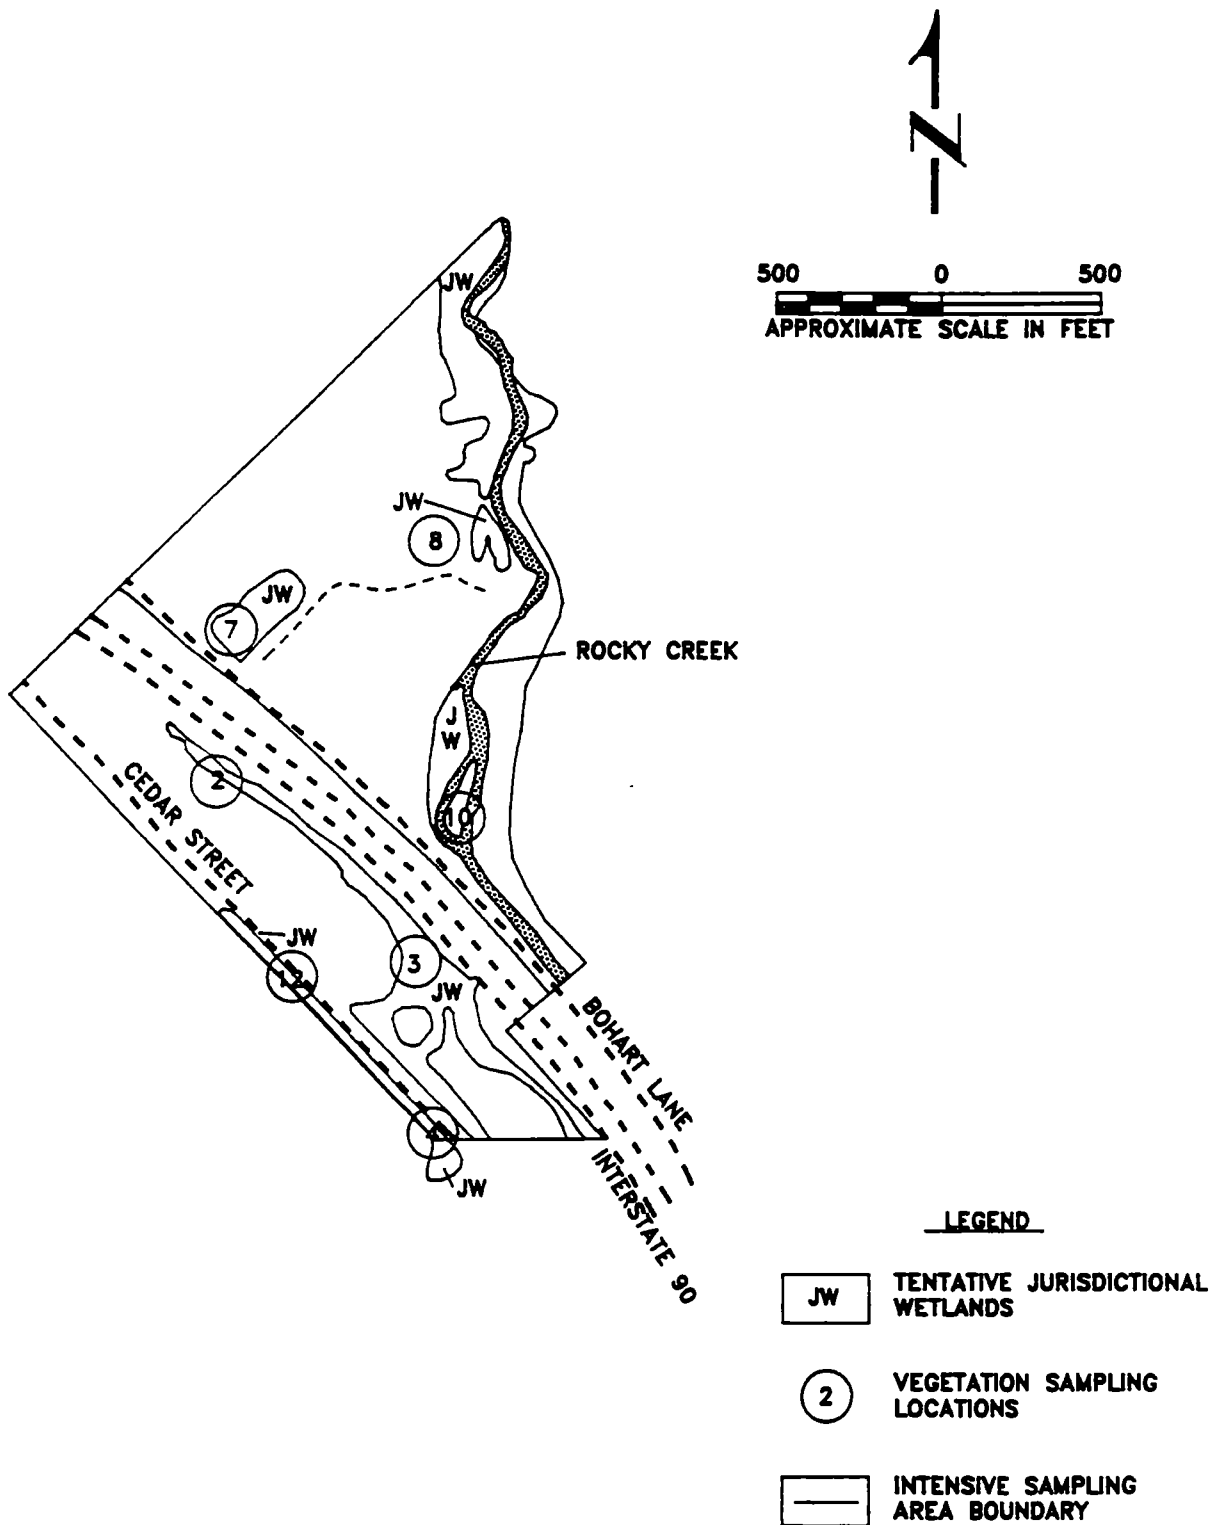 N
500 0 500
APPROXIMATE SCALE IN FEET
JW
JW
8
JW
7
ROCKY CREEK
J
W
2
10
CEDAR STREET
JW
12
3
JW
BOHART LANE
4
JW
INTERSTATE 90
LEGEND
JW
TENTATIVE JURISDICTIONAL
WETLANDS
2
VEGETATION SAMPLING
LOCATIONS
INTENSIVE SAMPLING
AREA BOUNDARY